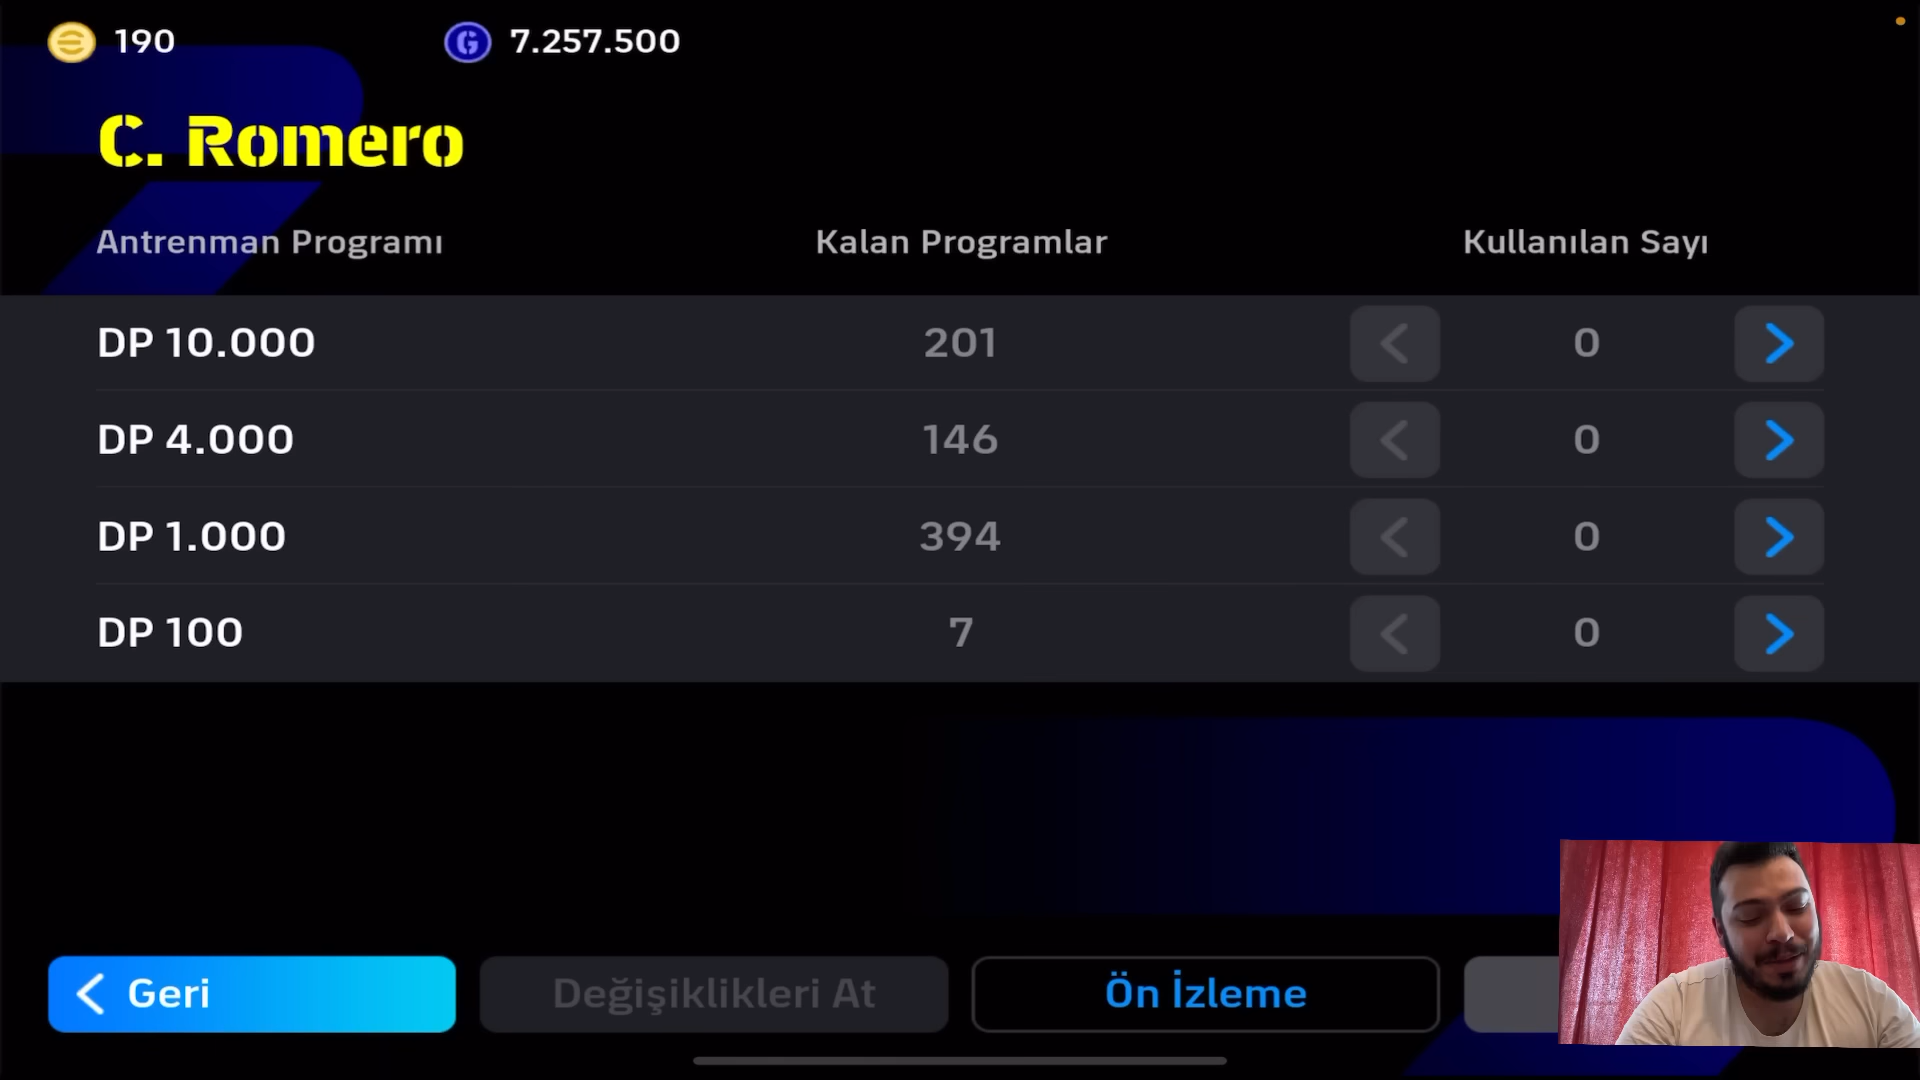 190
7.257.500
C. Romero
Antrenman Programı Kalan Programlar Kullanılan Sayı
DP 10.000 201 0
DP 4.000 146 0
DP 1.000 394 0
DP 100 7 0
Geri Değişiklikleri At Ön İzleme